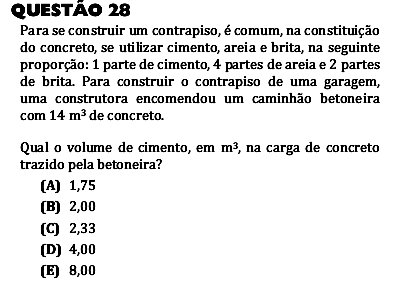 QUESTÃO 28
Para se construir um contrapiso, é comum, na constituição
do concreto, se utilizar cimento, areia e brita, na seguinte
proporção: 1 parte de cimento, 4 partes de areia e 2 partes
de brita. Para construir o contrapiso de uma garagem,
uma construtora encomendou um caminhão betoneira
com 14 m³ de concreto.
Qual o volume de cimento, em m³, na carga de concreto
trazido pela betoneira?
(A) 1,75
(B) 2,00
(C) 2,33
(D) 4,00
(E) 8,00